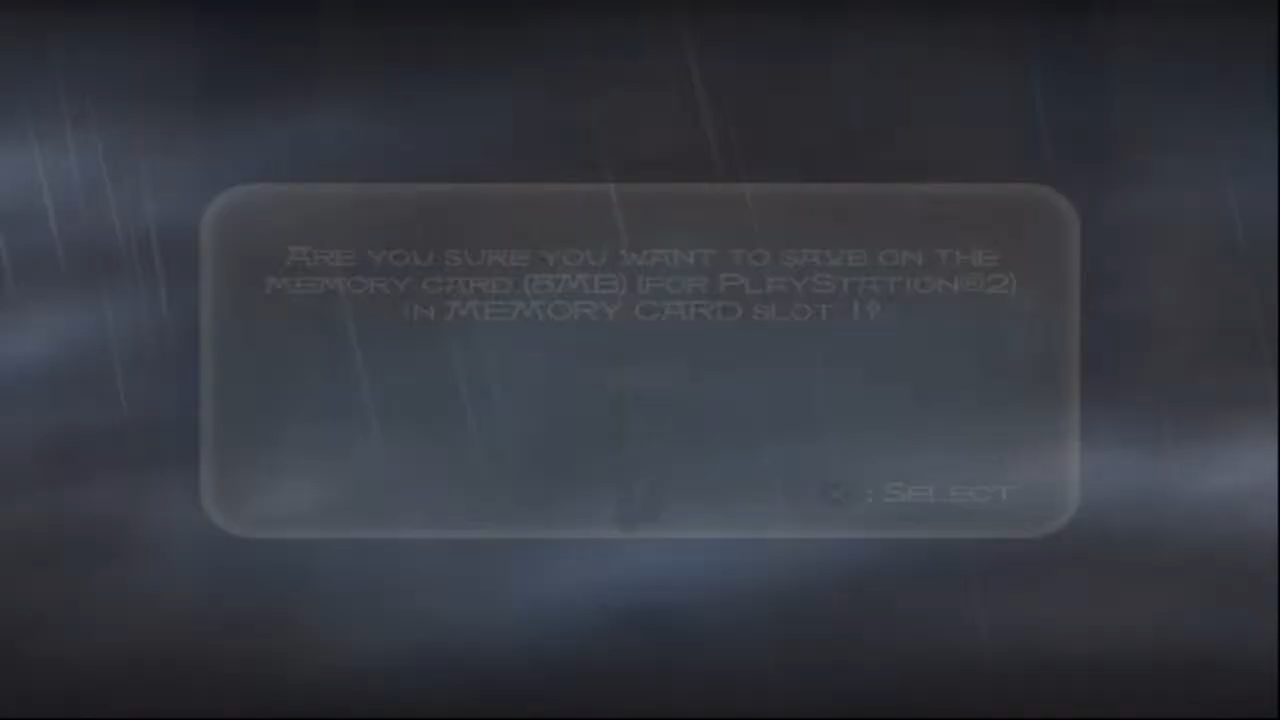 Are you sure you want to save on the
memory card (8MB) (for PlayStation®2)
in MEMORY CARD slot 1?
: Select